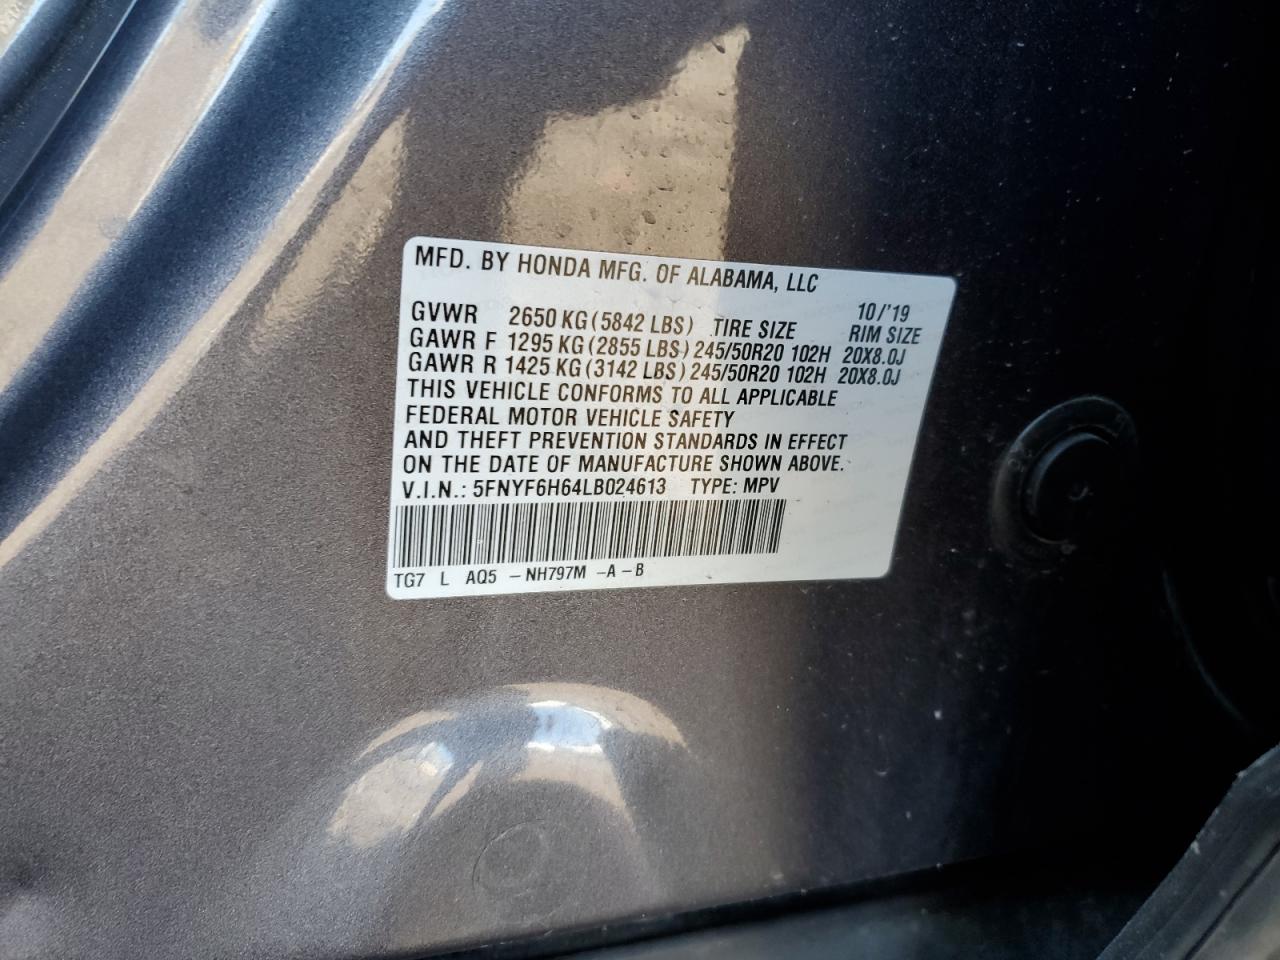 MFD. BY HONDA MFG. OF ALABAMA, LLC
10/'19
GVWR 2650 KG (5842 LBS) TIRE SIZE RIM SIZE
GAWR F 1295 KG (2855 LBS) 245/50R20 102H 20X8.0J
GAWR R 1425 KG (3142 LBS) 245/50R20 102H 20X8.0J
THIS VEHICLE CONFORMS TO ALL APPLICABLE
FEDERAL MOTOR VEHICLE SAFETY
AND THEFT PREVENTION STANDARDS IN EFFECT
ON THE DATE OF MANUFACTURE SHOWN ABOVE.
V.I.N.: 5FNYF6H64LB024613 TYPE: MPV
TG7 L AQ5 - NH797M -A - B